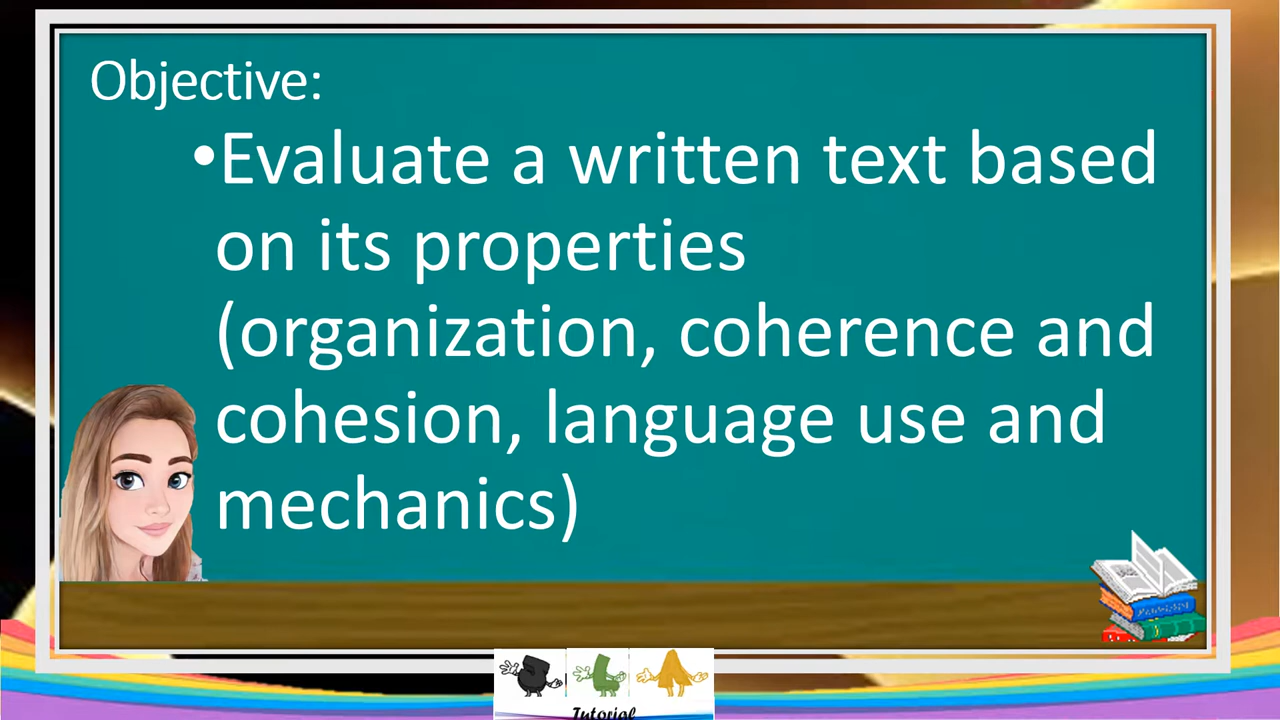 Objective:
•Evaluate a written text based
on its properties
(organization, coherence and
cohesion, language use and
mechanics)
Tutorial